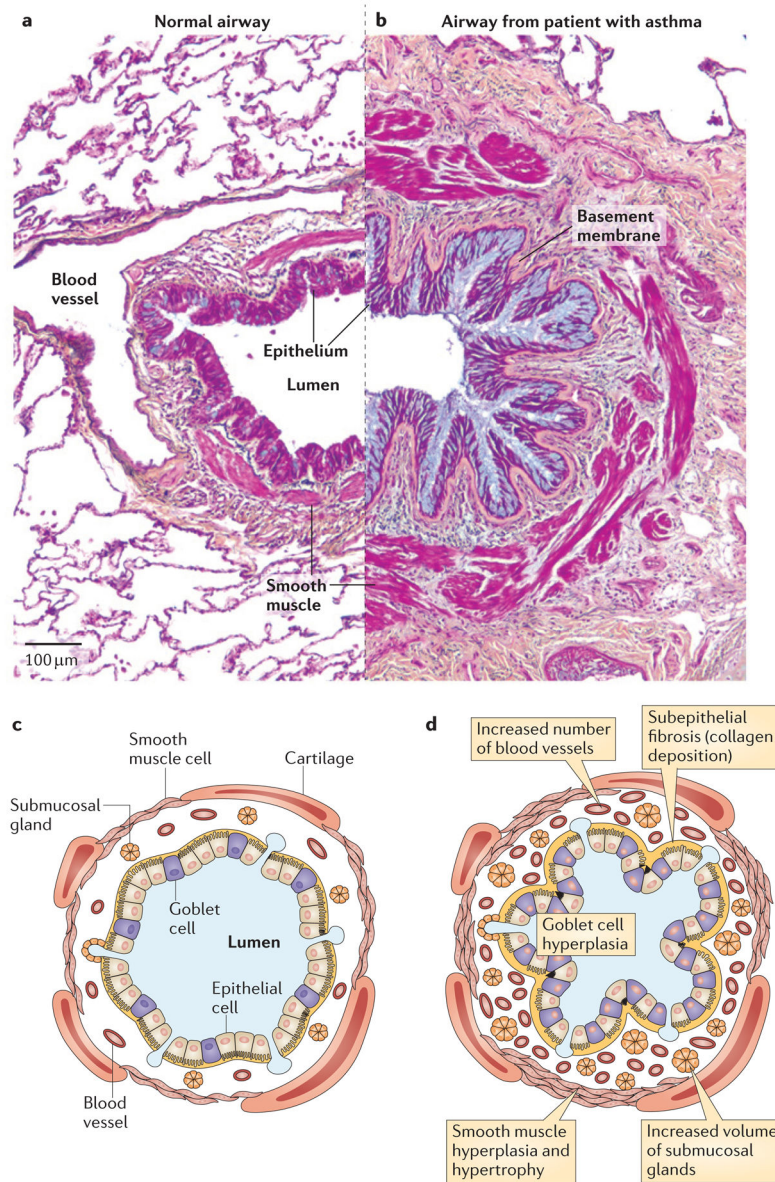 a
Normal airway
b
Airway from patient with asthma
Basement
membrane
Blood
vessel
Epithelium
Lumen
Smooth
muscle
100 µm
c
Smooth
muscle cell
Cartilage
Submucosal
gland
Goblet
cell
Lumen
Epithelial
cell
Blood
vessel
d
Increased number
of blood vessels
Subepithelial
fibrosis (collagen
deposition)
Goblet cell
hyperplasia
Smooth muscle
hyperplasia and
hypertrophy
Increased volume
of submucosal
glands